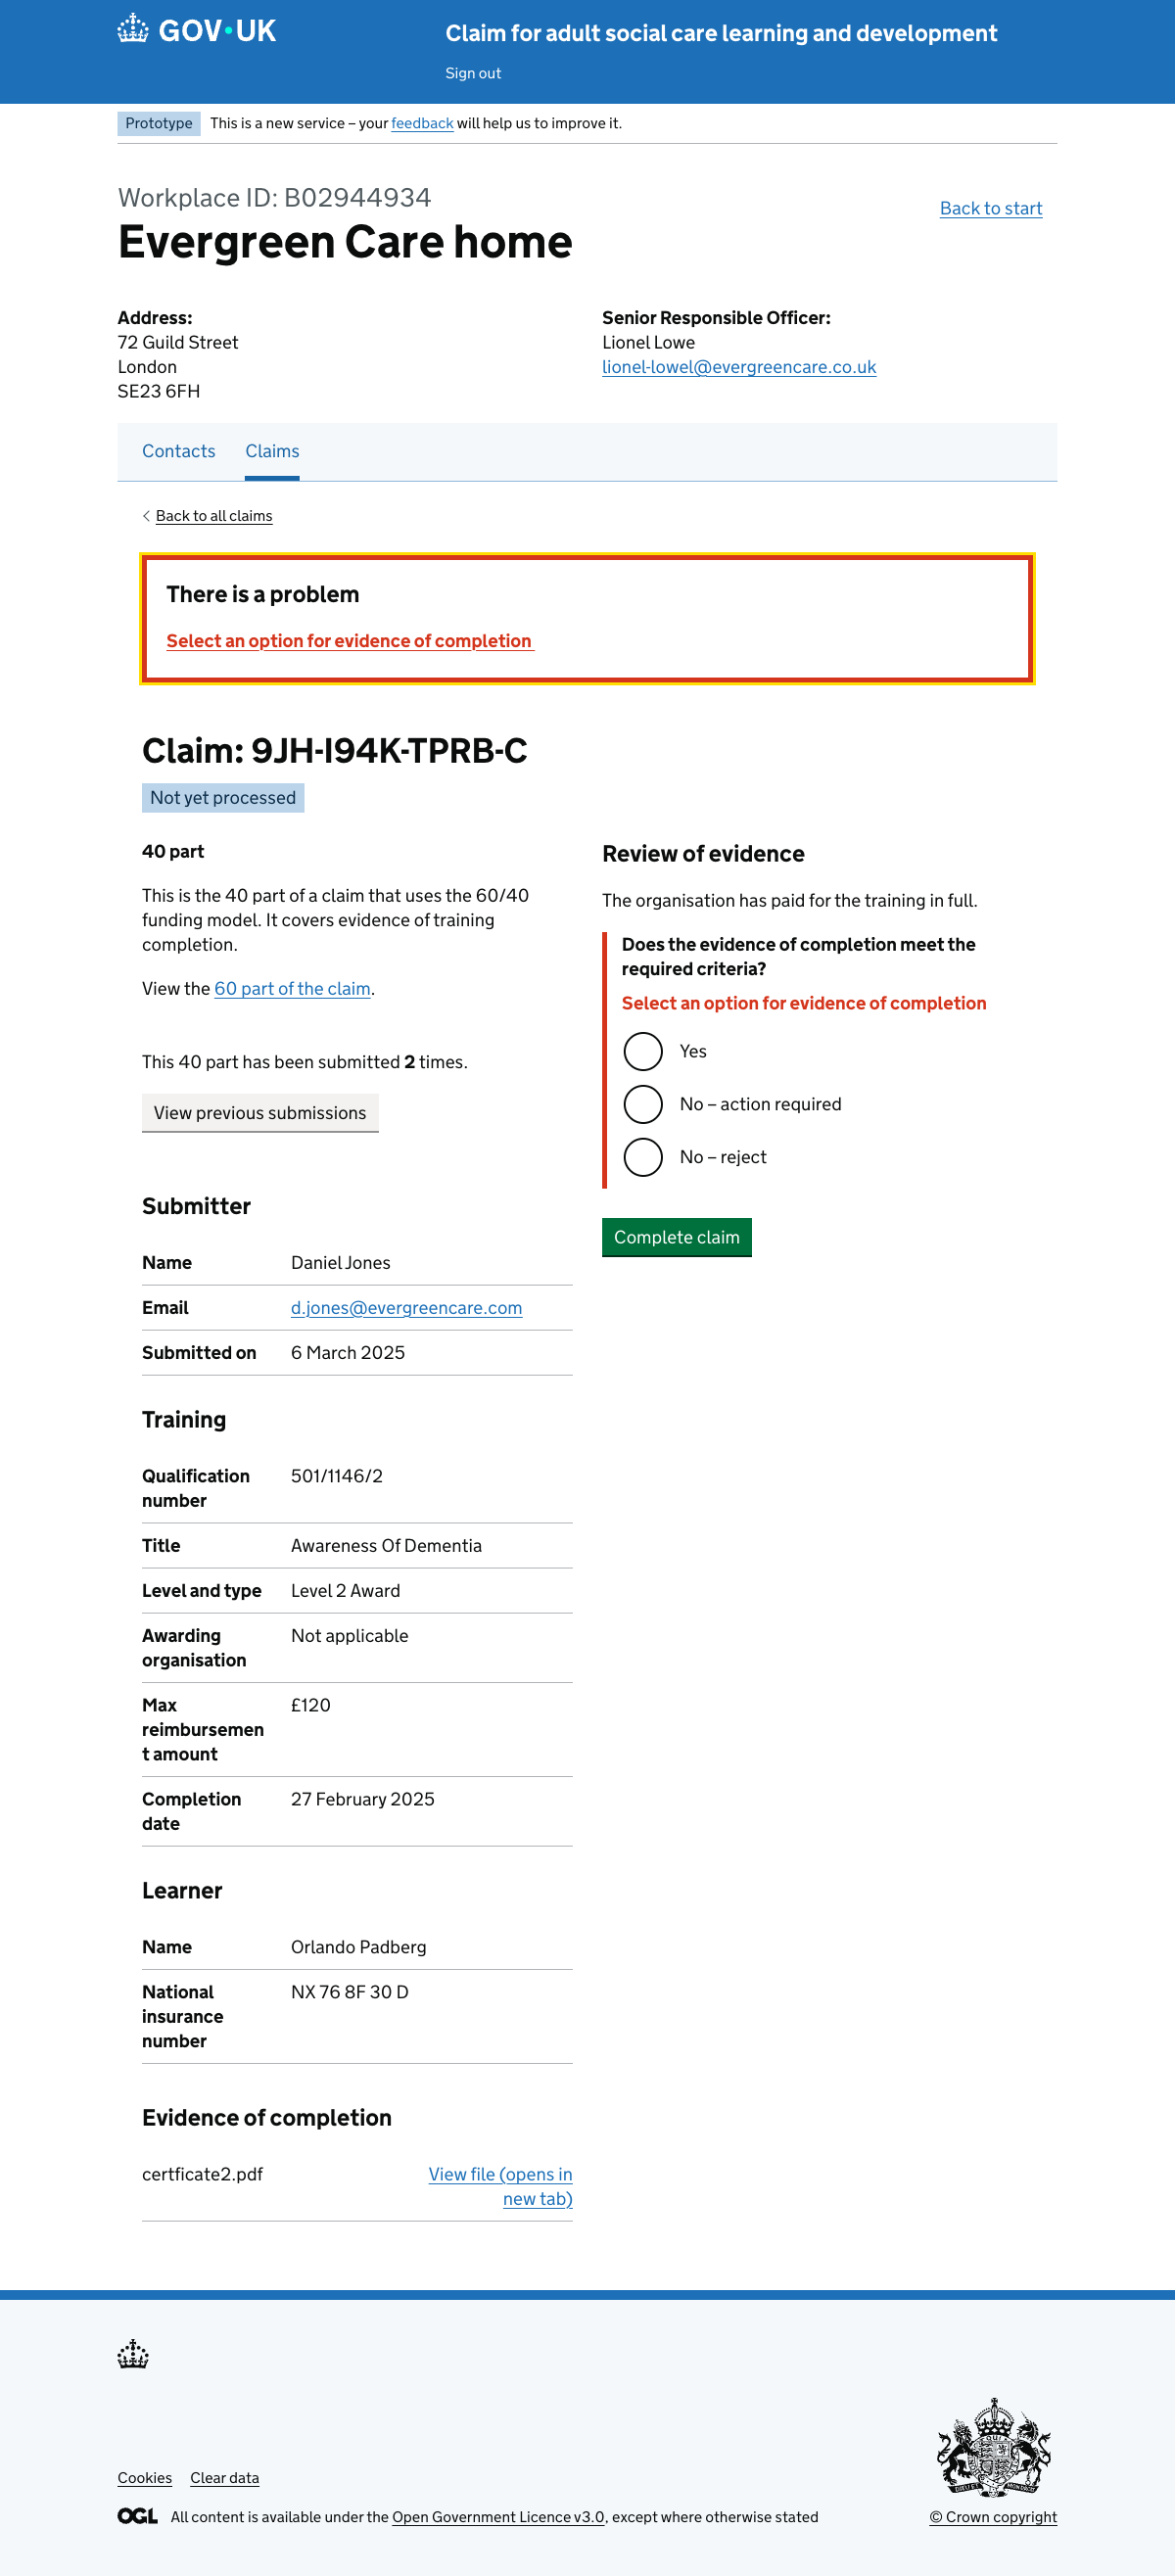 GOV·UK
Claim for adult social care learning and development
Sign out
Prototype This is a new service – your feedback will help us to improve it.
Workplace ID: B02944934
Evergreen Care home
Back to start
Address:
72 Guild Street
London
SE23 6FH
Senior Responsible Officer:
Lionel Lowe
lionel-lowel@evergreencare.co.uk
Contacts Claims
Back to all claims
There is a problem
Select an option for evidence of completion
Claim: 9JH-I94K-TPRB-C
Not yet processed
40 part
This is the 40 part of a claim that uses the 60/40
funding model. It covers evidence of training
completion.
View the 60 part of the claim.
This 40 part has been submitted 2 times.
View previous submissions
Submitter
Name Daniel Jones
Email d.jones@evergreencare.com
Submitted on 6 March 2025
Training
Qualification
number
501/1146/2
Title Awareness Of Dementia
Level and type Level 2 Award
Awarding
organisation
Not applicable
Max
reimbursemen
t amount
£120
Completion
date
27 February 2025
Learner
Name Orlando Padberg
National
insurance
number
NX 76 8F 30 D
Evidence of completion
certficate2.pdf
View file (opens in
new tab)
Review of evidence
The organisation has paid for the training in full.
Does the evidence of completion meet the
required criteria?
Select an option for evidence of completion
Yes
No – action required
No – reject
Complete claim
Cookies Clear data
OGL All content is available under the Open Government Licence v3.0, except where otherwise stated
© Crown copyright